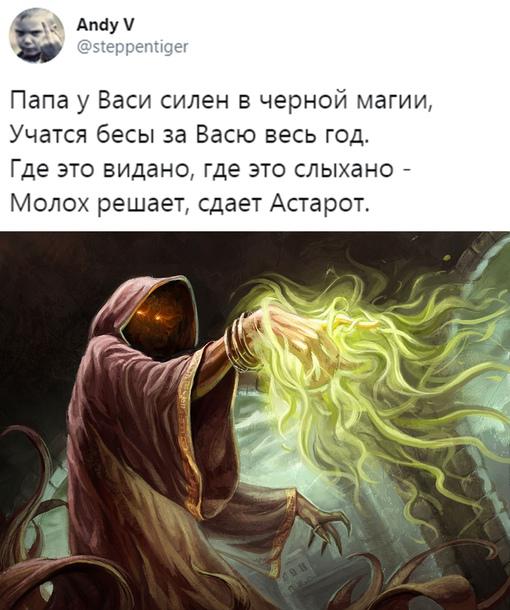 Andy V
@steppentiger
Папа у Васи силен в черной магии,
Учатся бесы за Васю весь год.
Где это видано, где это слыхано -
Молох решает, сдает Астарот.